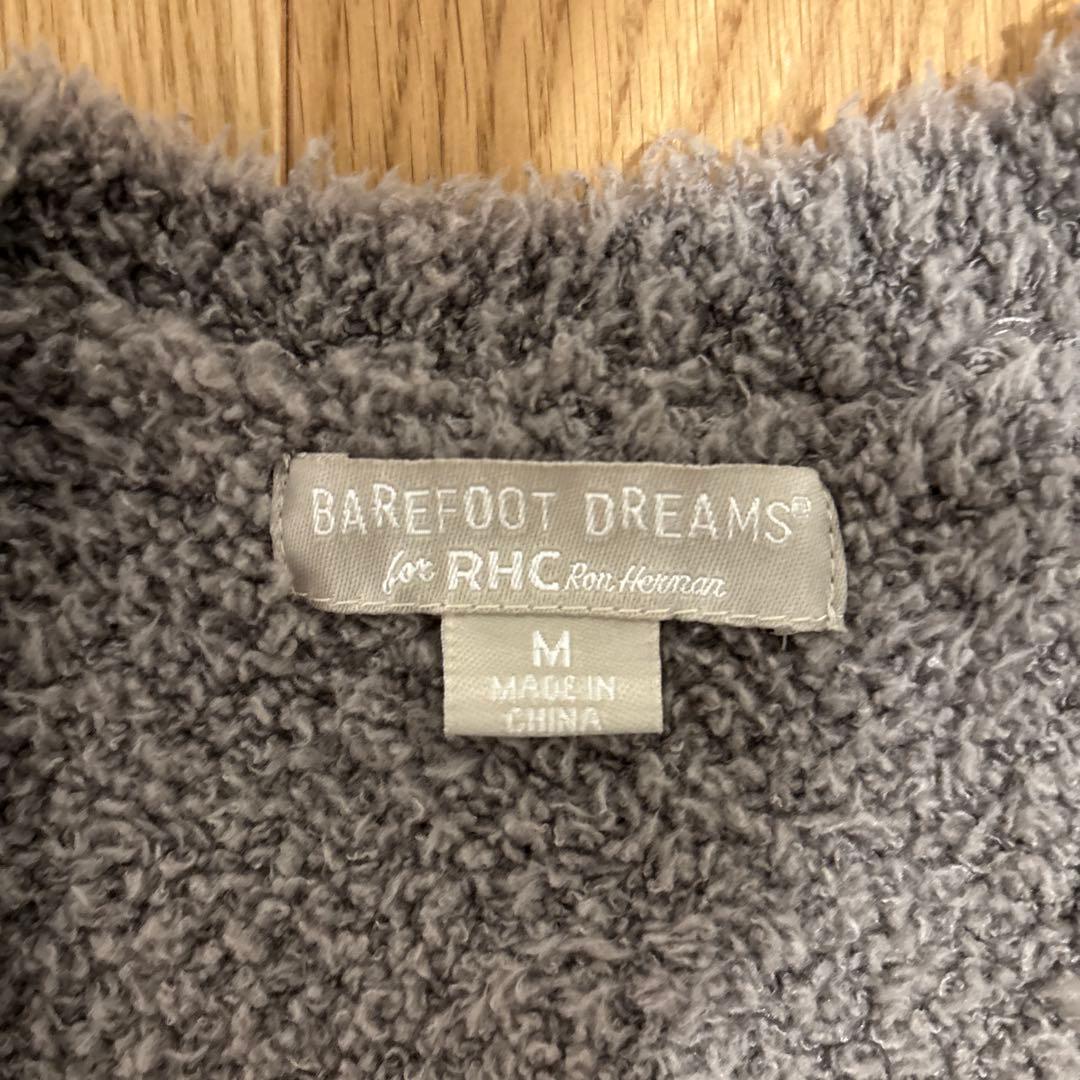 BAREFOOT DREAMS®
for RHC Ron Herman
M
MADE IN
CHINA